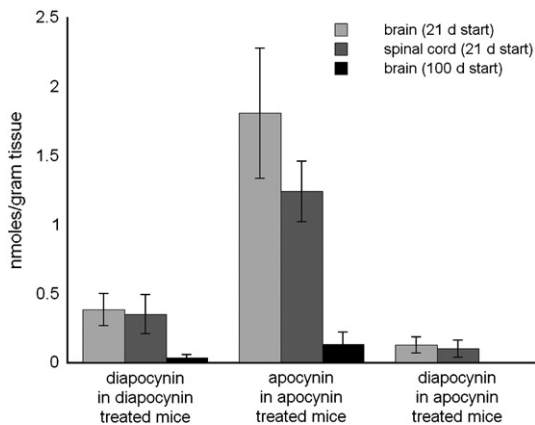 2.5
brain (21 d start)
spinal cord (21 d start)
brain (100 d start)
2
1.5
1
0.5
0
nmoles/gram tissue
diapocynin
in diapocynin
treated mice
apocynin
in apocynin
treated mice
diapocynin
in apocynin
treated mice